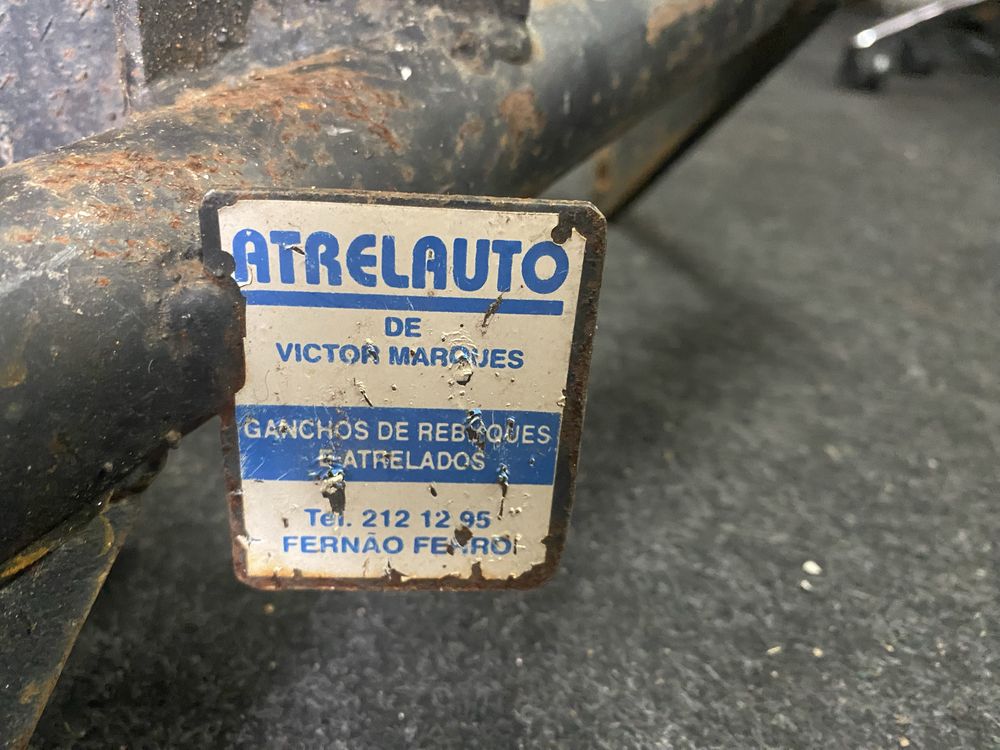 ATRELAUTO
DE
VICTOR MARQUES
GANCHOS DE REBOQUES
E ATRELADOS
Tel. 212 12 95
FERNÃO FERRO